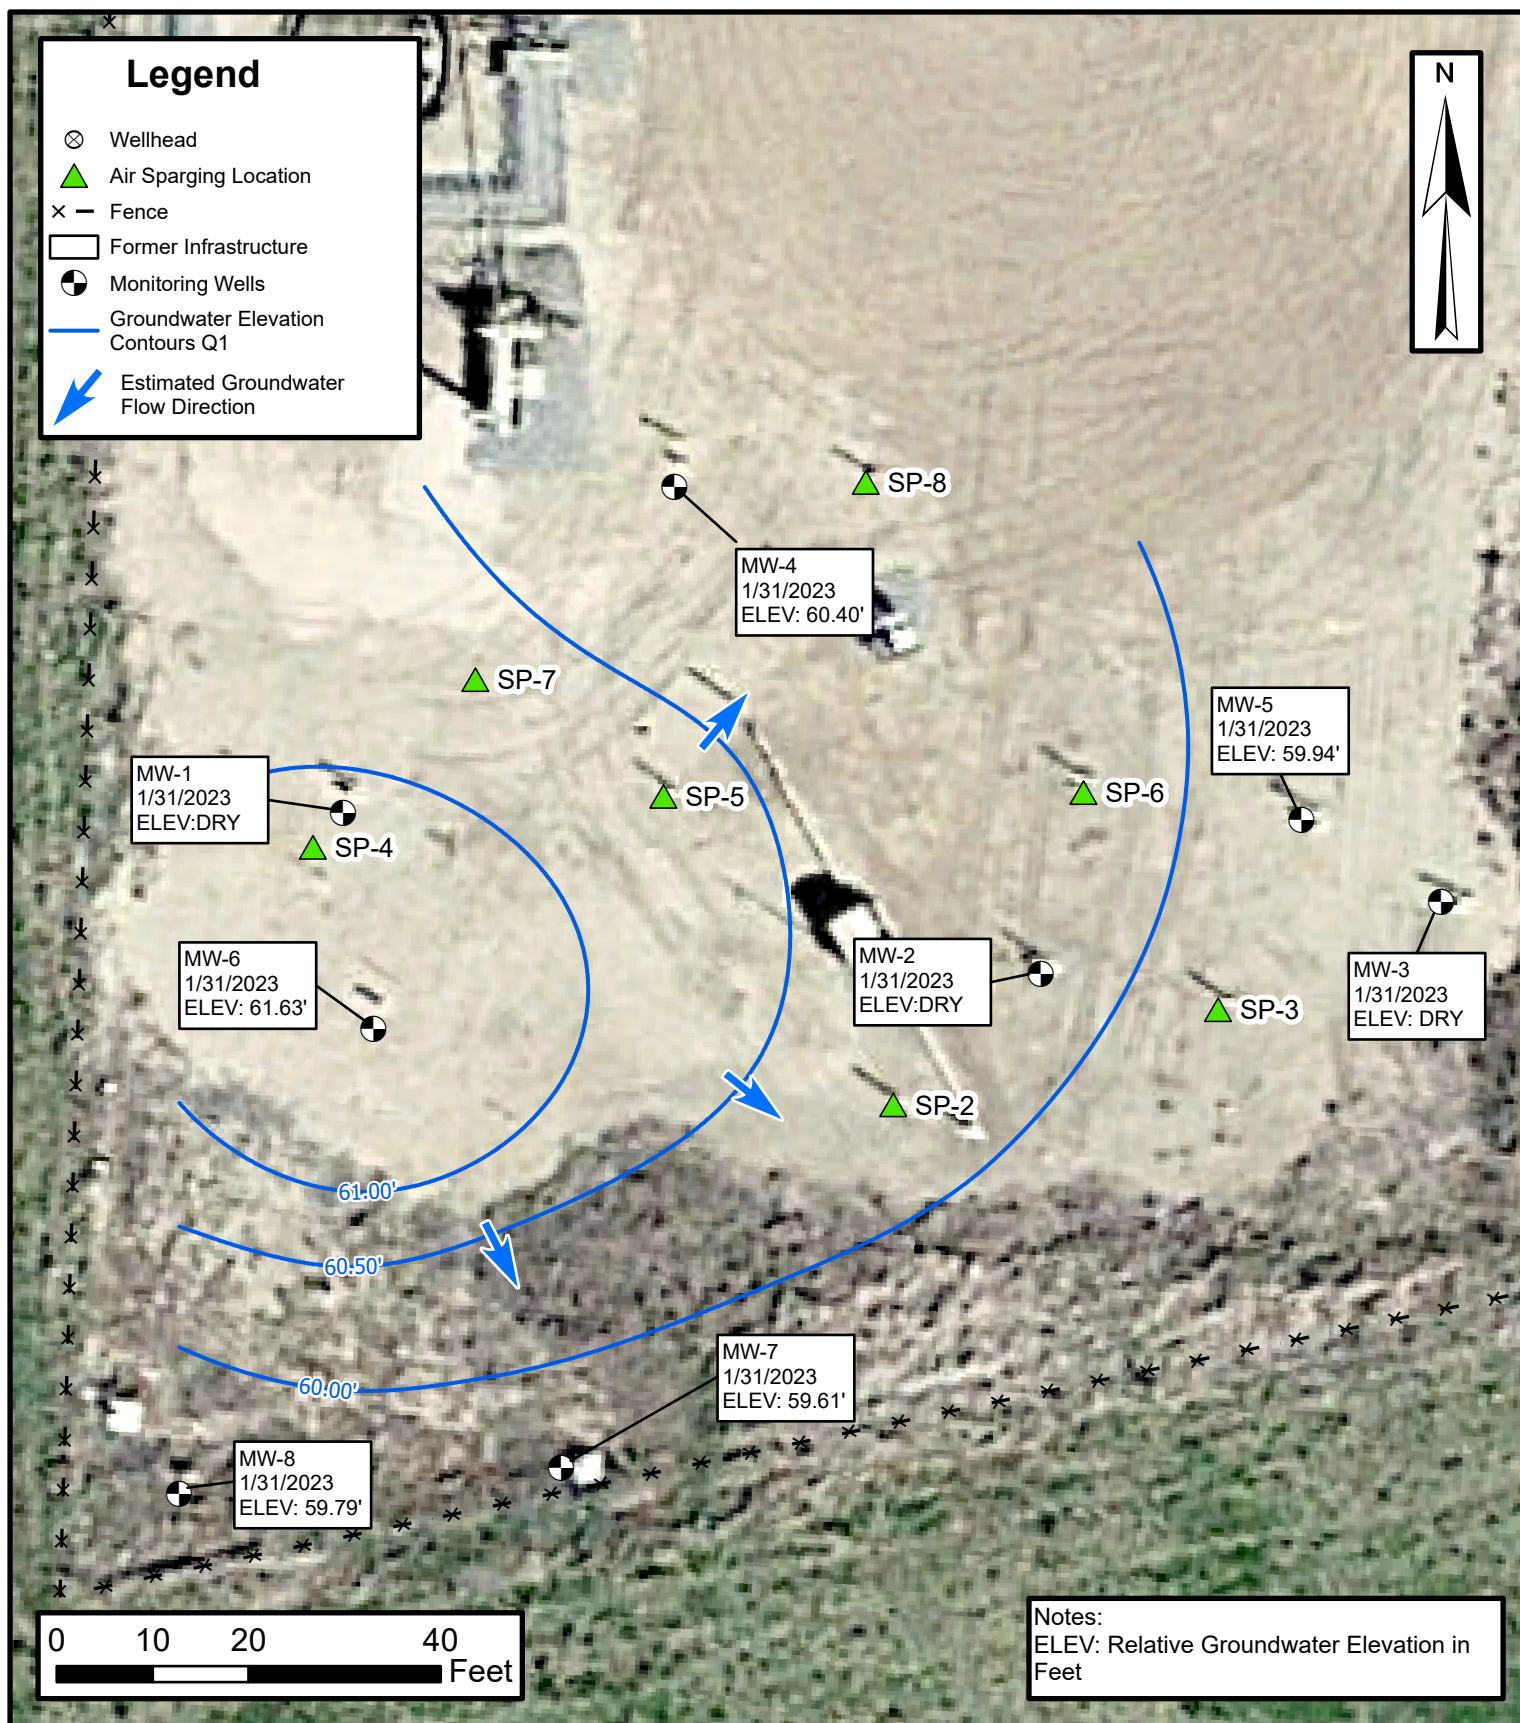 Legend
Wellhead
Air Sparging Location
Fence
Former Infrastructure
Monitoring Wells
Groundwater Elevation
Contours Q1
Estimated Groundwater
Flow Direction
N
SP-8
MW-4
1/31/2023
ELEV: 60.40'
SP-7
MW-5
1/31/2023
ELEV: 59.94'
MW-1
1/31/2023
ELEV:DRY
SP-5
SP-6
SP-4
MW-6
1/31/2023
ELEV: 61.63'
MW-2
1/31/2023
ELEV:DRY
MW-3
1/31/2023
ELEV: DRY
SP-3
SP-2
61.00'
60.50'
60.00'
MW-7
1/31/2023
ELEV: 59.61'
MW-8
1/31/2023
ELEV: 59.79'
0 10 20 40
Feet
Notes:
ELEV: Relative Groundwater Elevation in
Feet